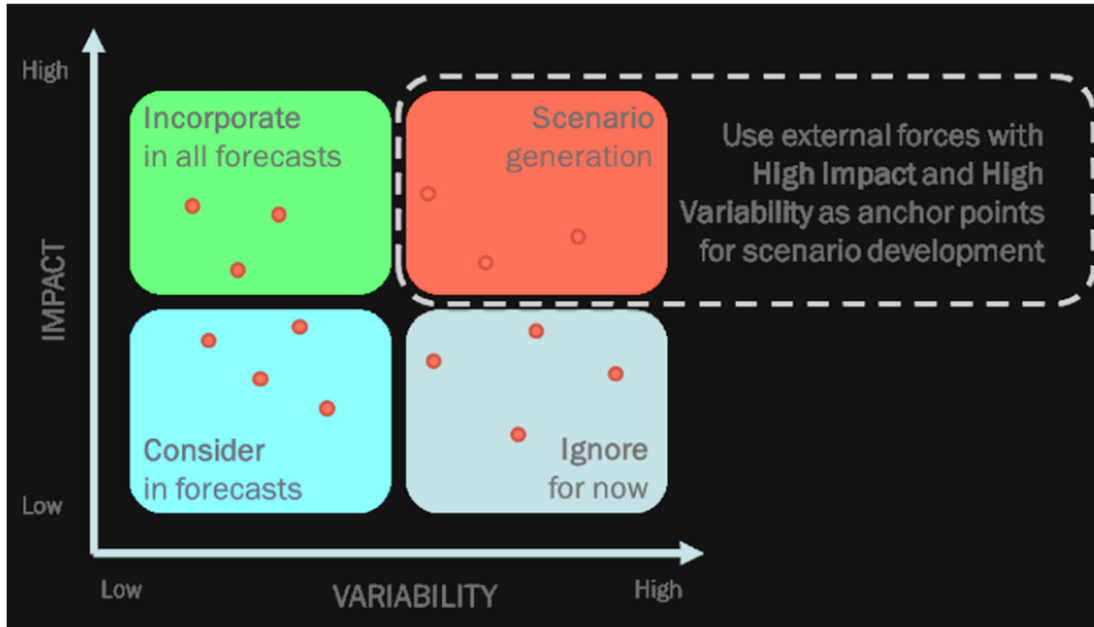 High
Incorporate
in all forecasts
Scenario
generation
Use external forces with
High Impact and High
Variability as anchor points
for scenario development
IMPACT
Consider
in forecasts
Ignore
for now
Low
Low
VARIABILITY
High